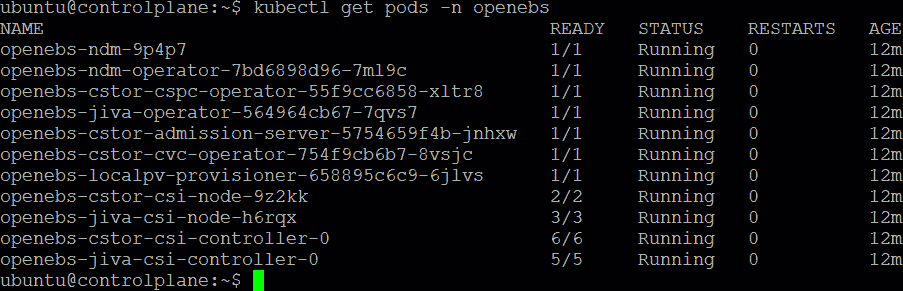 ubuntu@controlplane:~$ kubectl get pods -n openebs
NAME READY STATUS RESTARTS AGE
openebs-ndm-9p4p7 1/1 Running 0 12m
openebs-ndm-operator-7bd6898d96-7ml9c 1/1 Running 0 12m
openebs-cstor-cspc-operator-55f9cc6858-xltr8 1/1 Running 0 12m
openebs-jiva-operator-564964cb67-7qvs7 1/1 Running 0 12m
openebs-cstor-admission-server-5754659f4b-jnhxw 1/1 Running 0 12m
openebs-cstor-cvc-operator-754f9cb6b7-8vsjc 1/1 Running 0 12m
openebs-localpv-provisioner-658895c6c9-6jlvs 1/1 Running 0 12m
openebs-cstor-csi-node-9z2kk 2/2 Running 0 12m
openebs-jiva-csi-node-h6rqx 3/3 Running 0 12m
openebs-cstor-csi-controller-0 6/6 Running 0 12m
openebs-jiva-csi-controller-0 5/5 Running 0 12m
ubuntu@controlplane:~$